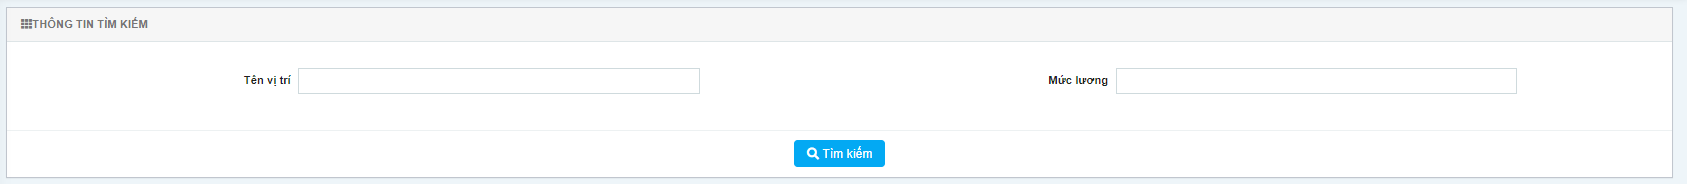 THÔNG TIN TÌM KIẾM
Tên vị trí
Mức lương
Tìm kiếm